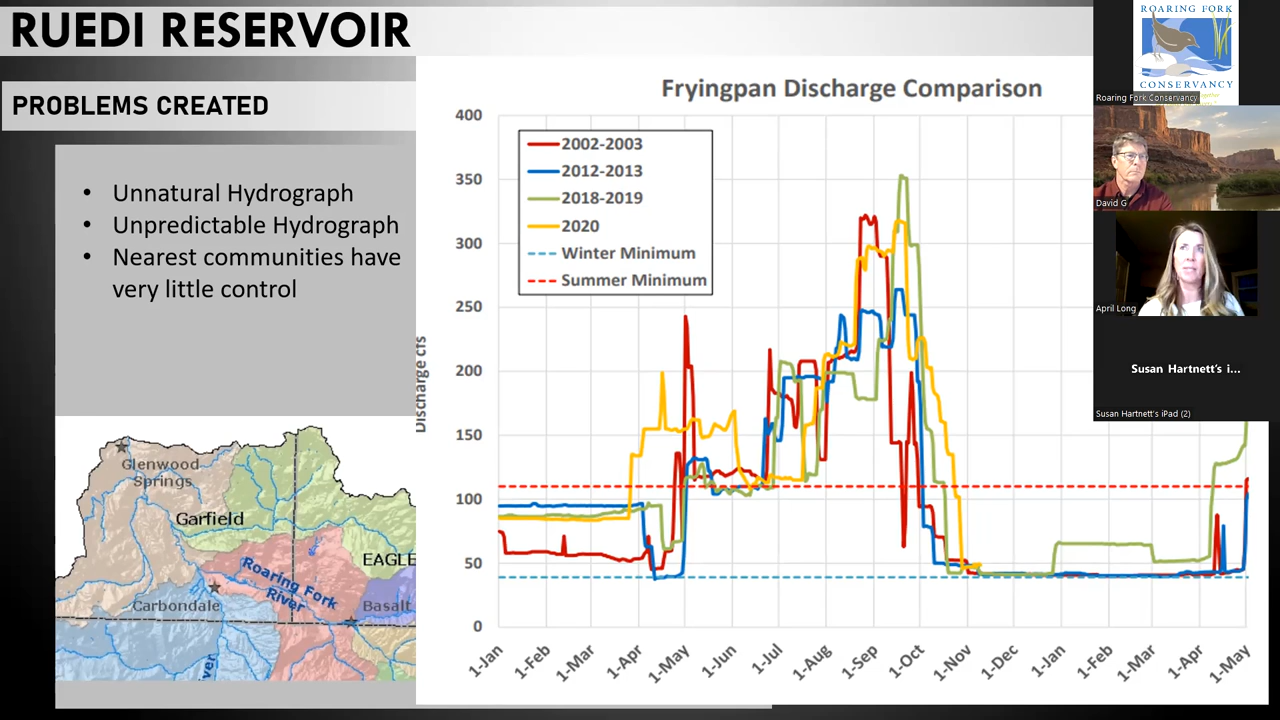 RUEDI RESERVOIR
PROBLEMS CREATED
• Unnatural Hydrograph
• Unpredictable Hydrograph
• Nearest communities have
very little control
Glenwood
Springs
Garfield
EAGLE
Roaring Fork
River
Carbondale
Basalt
Fryingpan Discharge Comparison
Discharge cfs
400
350
300
250
200
150
100
50
0
2002-2003
2012-2013
2018-2019
2020
Winter Minimum
Summer Minimum
1-Jan
1-Feb
1-Mar
1-Apr
1-May
1-Jun
1-Jul
1-Aug
1-Sep
1-Oct
1-Nov
1-Dec
1-Jan
1-Feb
1-Mar
1-Apr
1-May
ROARING FORK
CONSERVANCY
Roaring Fork Conservancy
David G
April Long
Susan Hartnett's i...
Susan Hartnett's iPad (2)